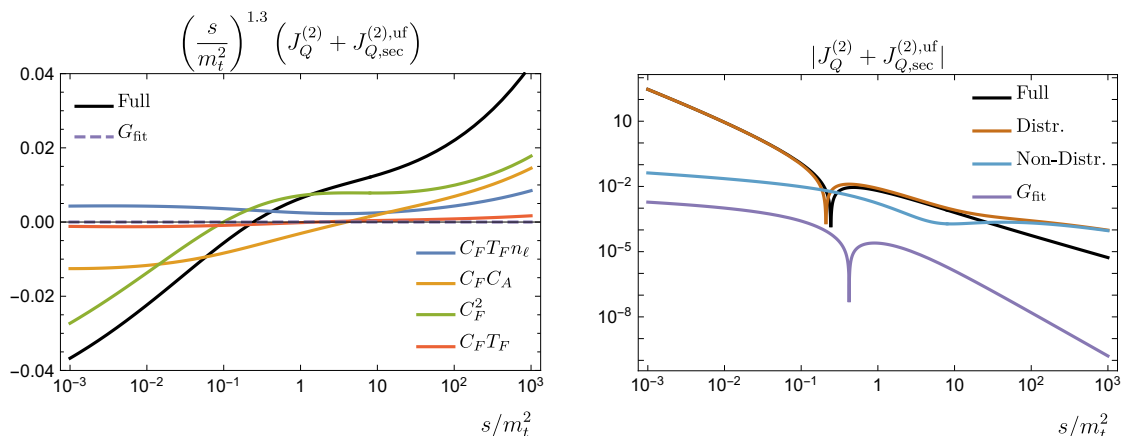 (s/m_t^2)^{1.3} (J_Q^{(2)} + J_{Q,sec}^{(2),uf})
0.04
0.02
0.00
−0.02
−0.04
Full
G_fit
C_F T_F n_ℓ
C_F C_A
C_F^2
C_F T_F
10^{-3} 10^{-2} 10^{-1} 1 10 10^2 10^3
s/m_t^2
|J_Q^{(2)} + J_{Q,sec}^{(2),uf}|
10
10^{-2}
10^{-5}
10^{-8}
Full
Distr.
Non-Distr.
G_fit
10^{-3} 10^{-2} 10^{-1} 1 10 10^2 10^3
s/m_t^2